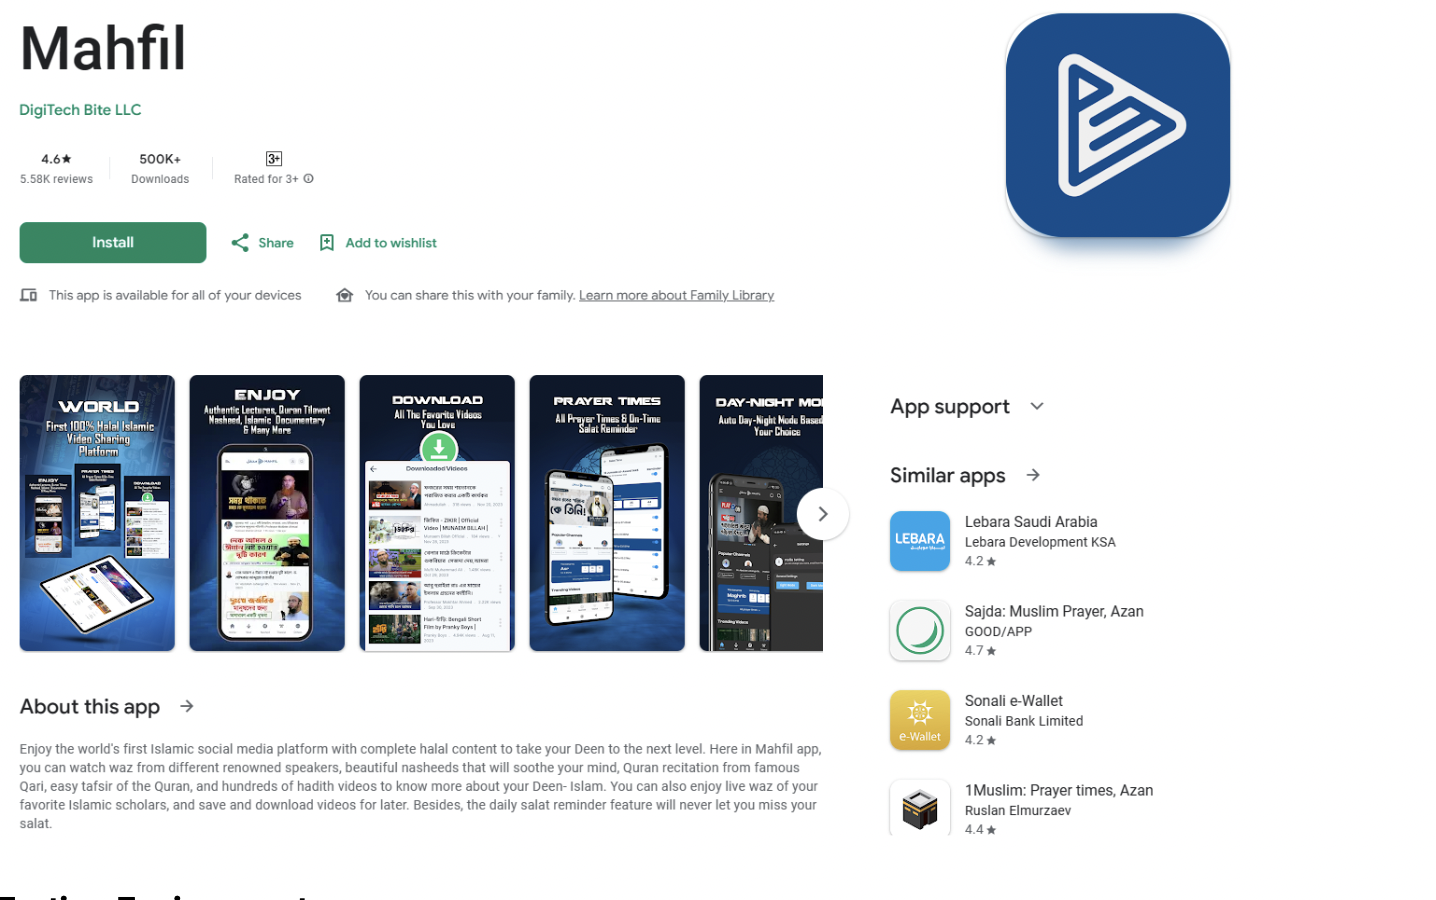 Mahfil
DigiTech Bite LLC
4.6★
5.58K reviews
500K+
Downloads
3+
Rated for 3+
Install
Share
Add to wishlist
This app is available for all of your devices
You can share this with your family. Learn more about Family Library
WORLD
First 100% Halal Islamic
Video Sharing
Platform
ENJOY
Authentic Lectures, Quran Tilawat
Nasheed, Islamic Documentary
& Many More
DOWNLOAD
All The Favorite Videos
You Love
Downloaded Videos
PRAYER TIMES
All Prayer Times & On-Time
Salat Reminder
DAY-NIGHT MO
Auto Day-Night Mode Based
Your Choice
About this app
Enjoy the world's first Islamic social media platform with complete halal content to take your Deen to the next level. Here in Mahfil app,
you can watch waz from different renowned speakers, beautiful nasheeds that will soothe your mind, Quran recitation from famous
Qari, easy tafsir of the Quran, and hundreds of hadith videos to know more about your Deen- Islam. You can also enjoy live waz of your
favorite Islamic scholars, and save and download videos for later. Besides, the daily salat reminder feature will never let you miss your
salat.
App support
Similar apps
LEBARA
Lebara Saudi Arabia
Lebara Development KSA
4.2★
Sajda: Muslim Prayer, Azan
GOOD/APP
4.7★
e-Wallet
Sonali e-Wallet
Sonali Bank Limited
4.2★
1Muslim: Prayer times, Azan
Ruslan Elmurzaev
4.4★